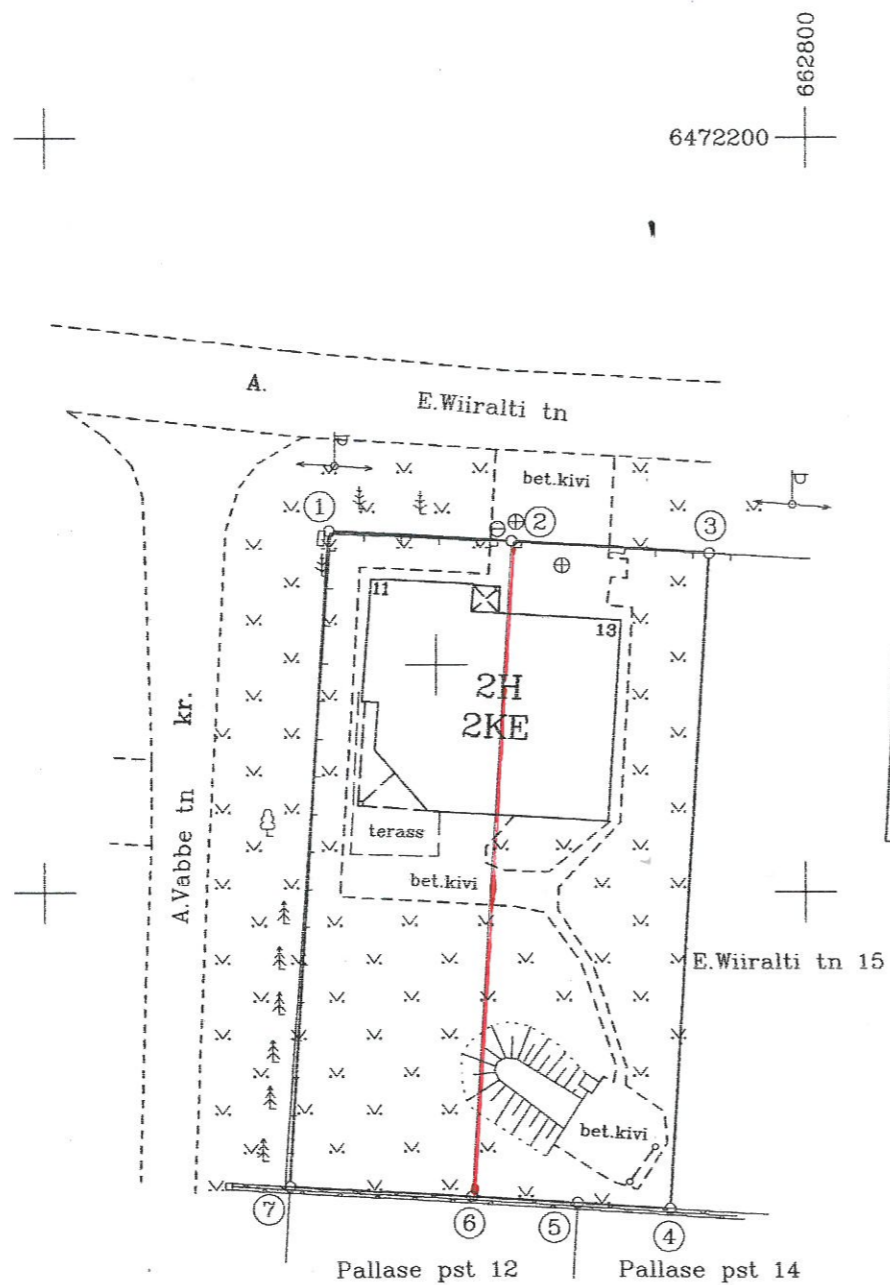 662800
6472200
A.
E.Wiiralti tn
bet.kivi
1
2
3
11
13
2H
2KE
A.Vabbe tn kr.
terass
bet.kivi
E.Wiiralti tn 15
bet.kivi
7
6
5
4
Pallase pst 12
Pallase pst 14